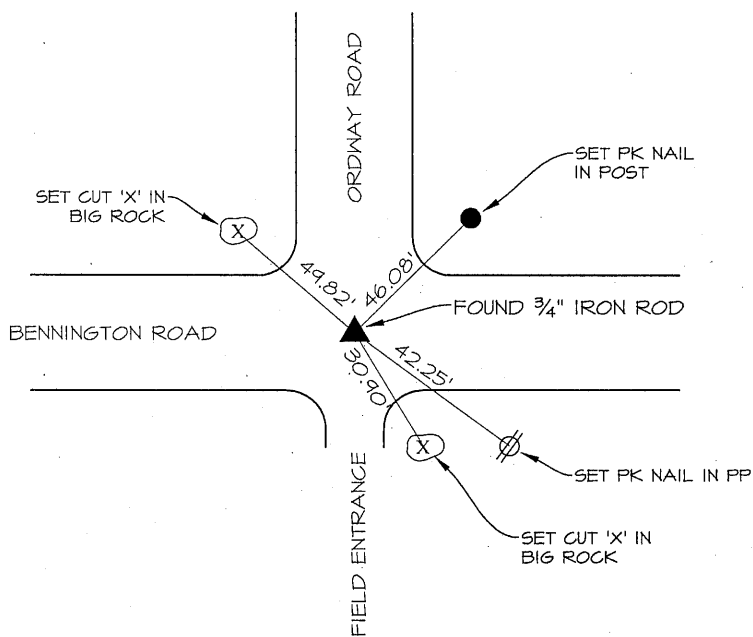 ORDWAY ROAD
SET PK NAIL
IN POST
SET CUT 'X' IN
BIG ROCK
X
49.82'
46.08'
FOUND 3/4" IRON ROD
BENNINGTON ROAD
30.90'
42.25'
X
SET PK NAIL IN PP
SET CUT 'X' IN
BIG ROCK
FIELD ENTRANCE